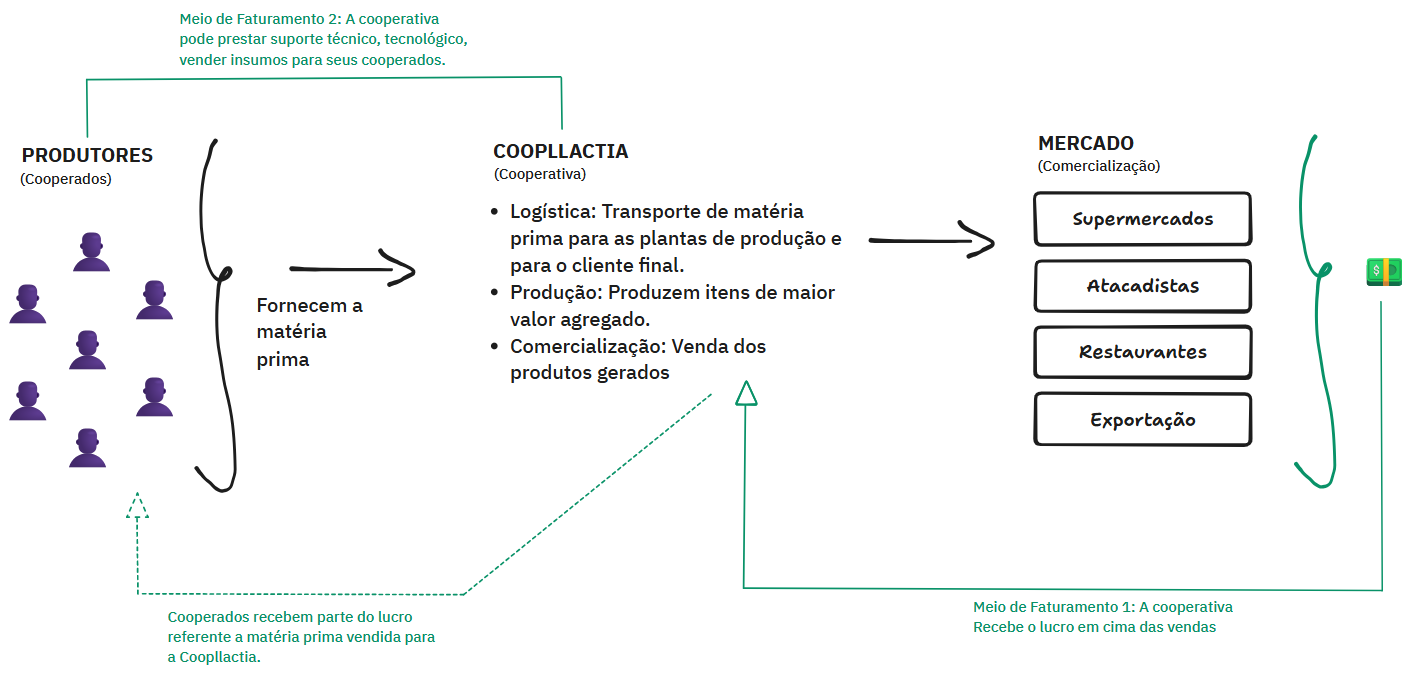 Meio de Faturamento 2: A cooperativa
pode prestar suporte técnico, tecnológico,
vender insumos para seus cooperados.
PRODUTORES
(Cooperados)
Fornecem a
matéria
prima
COOPLLACTIA
(Cooperativa)
• Logística: Transporte de matéria
prima para as plantas de produção e
para o cliente final.
• Produção: Produzem itens de maior
valor agregado.
• Comercialização: Venda dos
produtos gerados
MERCADO
(Comercialização)
Supermercados
Atacadistas
Restaurantes
Exportação
$
Cooperados recebem parte do lucro
referente a matéria prima vendida para
a Coopllactia.
Meio de Faturamento 1: A cooperativa
Recebe o lucro em cima das vendas